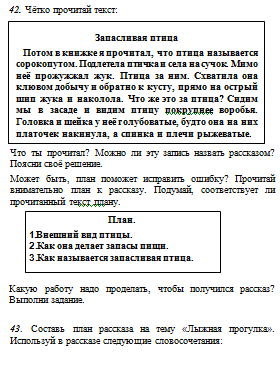 42. Чётко прочитай текст:
Запасливая птица
Потом в книжке я прочитал, что птица называется
сорокопутом. Подлетела птичка и села на сучок. Мимо
неё прожужжал жук. Птица за ним. Схватила она
клювом добычу и обратно к кусту, прямо на острый
шип жука и наколола. Что же это за птица? Сидим
мы в засаде и видим птицу покрупнее воробья.
Головка и шейка у неё голубоватые, будто она на них
платочек накинула, а спинка и плечи рыжеватые.
Что ты прочитал? Можно ли эту запись назвать рассказом?
Поясни своё решение.
Может быть, план поможет исправить ошибку? Прочитай
внимательно план к рассказу. Подумай, соответствует ли
прочитанный текст плану.
План.
1.Внешний вид птицы.
2.Как она делает запасы пищи.
3.Как называется запасливая птица.
Какую работу надо проделать, чтобы получился рассказ?
Выполни задание.
43. Составь план рассказа на тему «Лыжная прогулка».
Используй в рассказе следующие словосочетания: